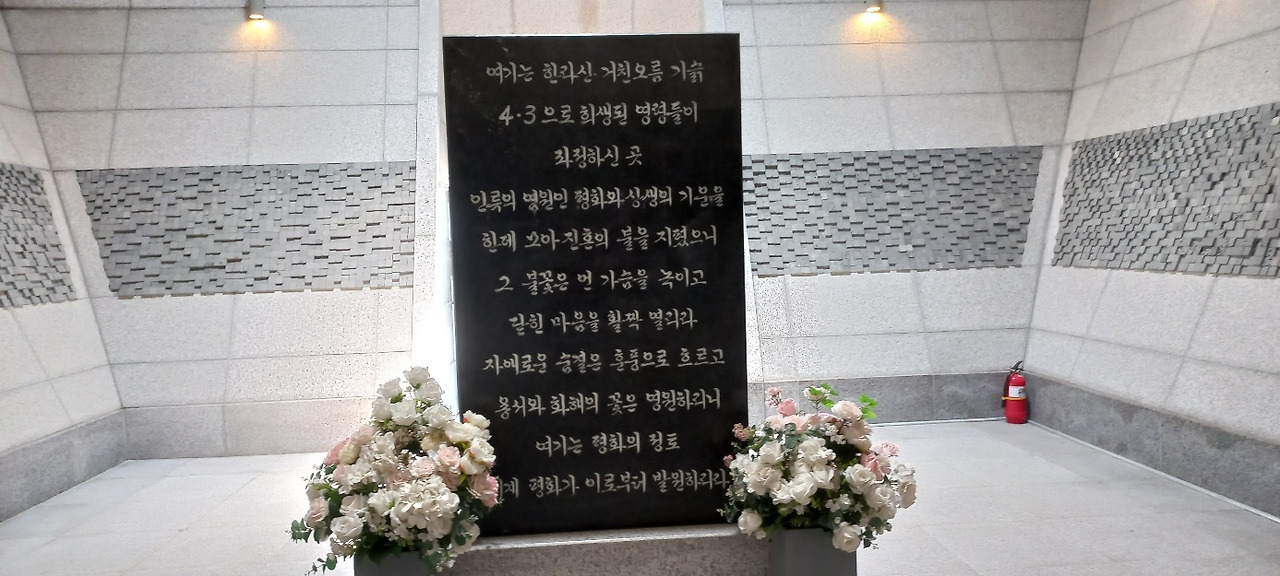 여기는 한라산 거친오름 기슭
4·3으로 희생된 영령들이
좌정하신 곳
인류의 영원인 평화와 상생의 기운을
한데 모아 진혼의 불을 지폈으니
그 불꽃은 언 가슴을 녹이고
닫힌 마음을 활짝 열리라
자애로운 숨결은 훈풍으로 흐르고
용서와 화해의 꽃은 영원하리니
여기는 평화의 정토
평화가 이로부터 발원하리라